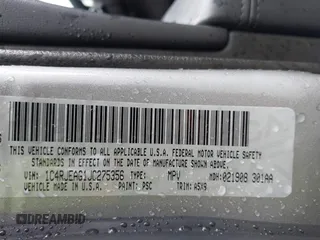 THIS VEHICLE CONFORMS TO ALL APPLICABLE U.S.A. FEDERAL MOTOR VEHICLE SAFETY
STANDARDS IN EFFECT ON THE DATE OF MANUFACTURE SHOWN ABOVE.
VIN: 1C4RJEAG1JC275356 TYPE: MPV MDH: 021908 301AA
MADE IN U.S.A. PAINT: PSC TRIM: A5X9
DREAMBID